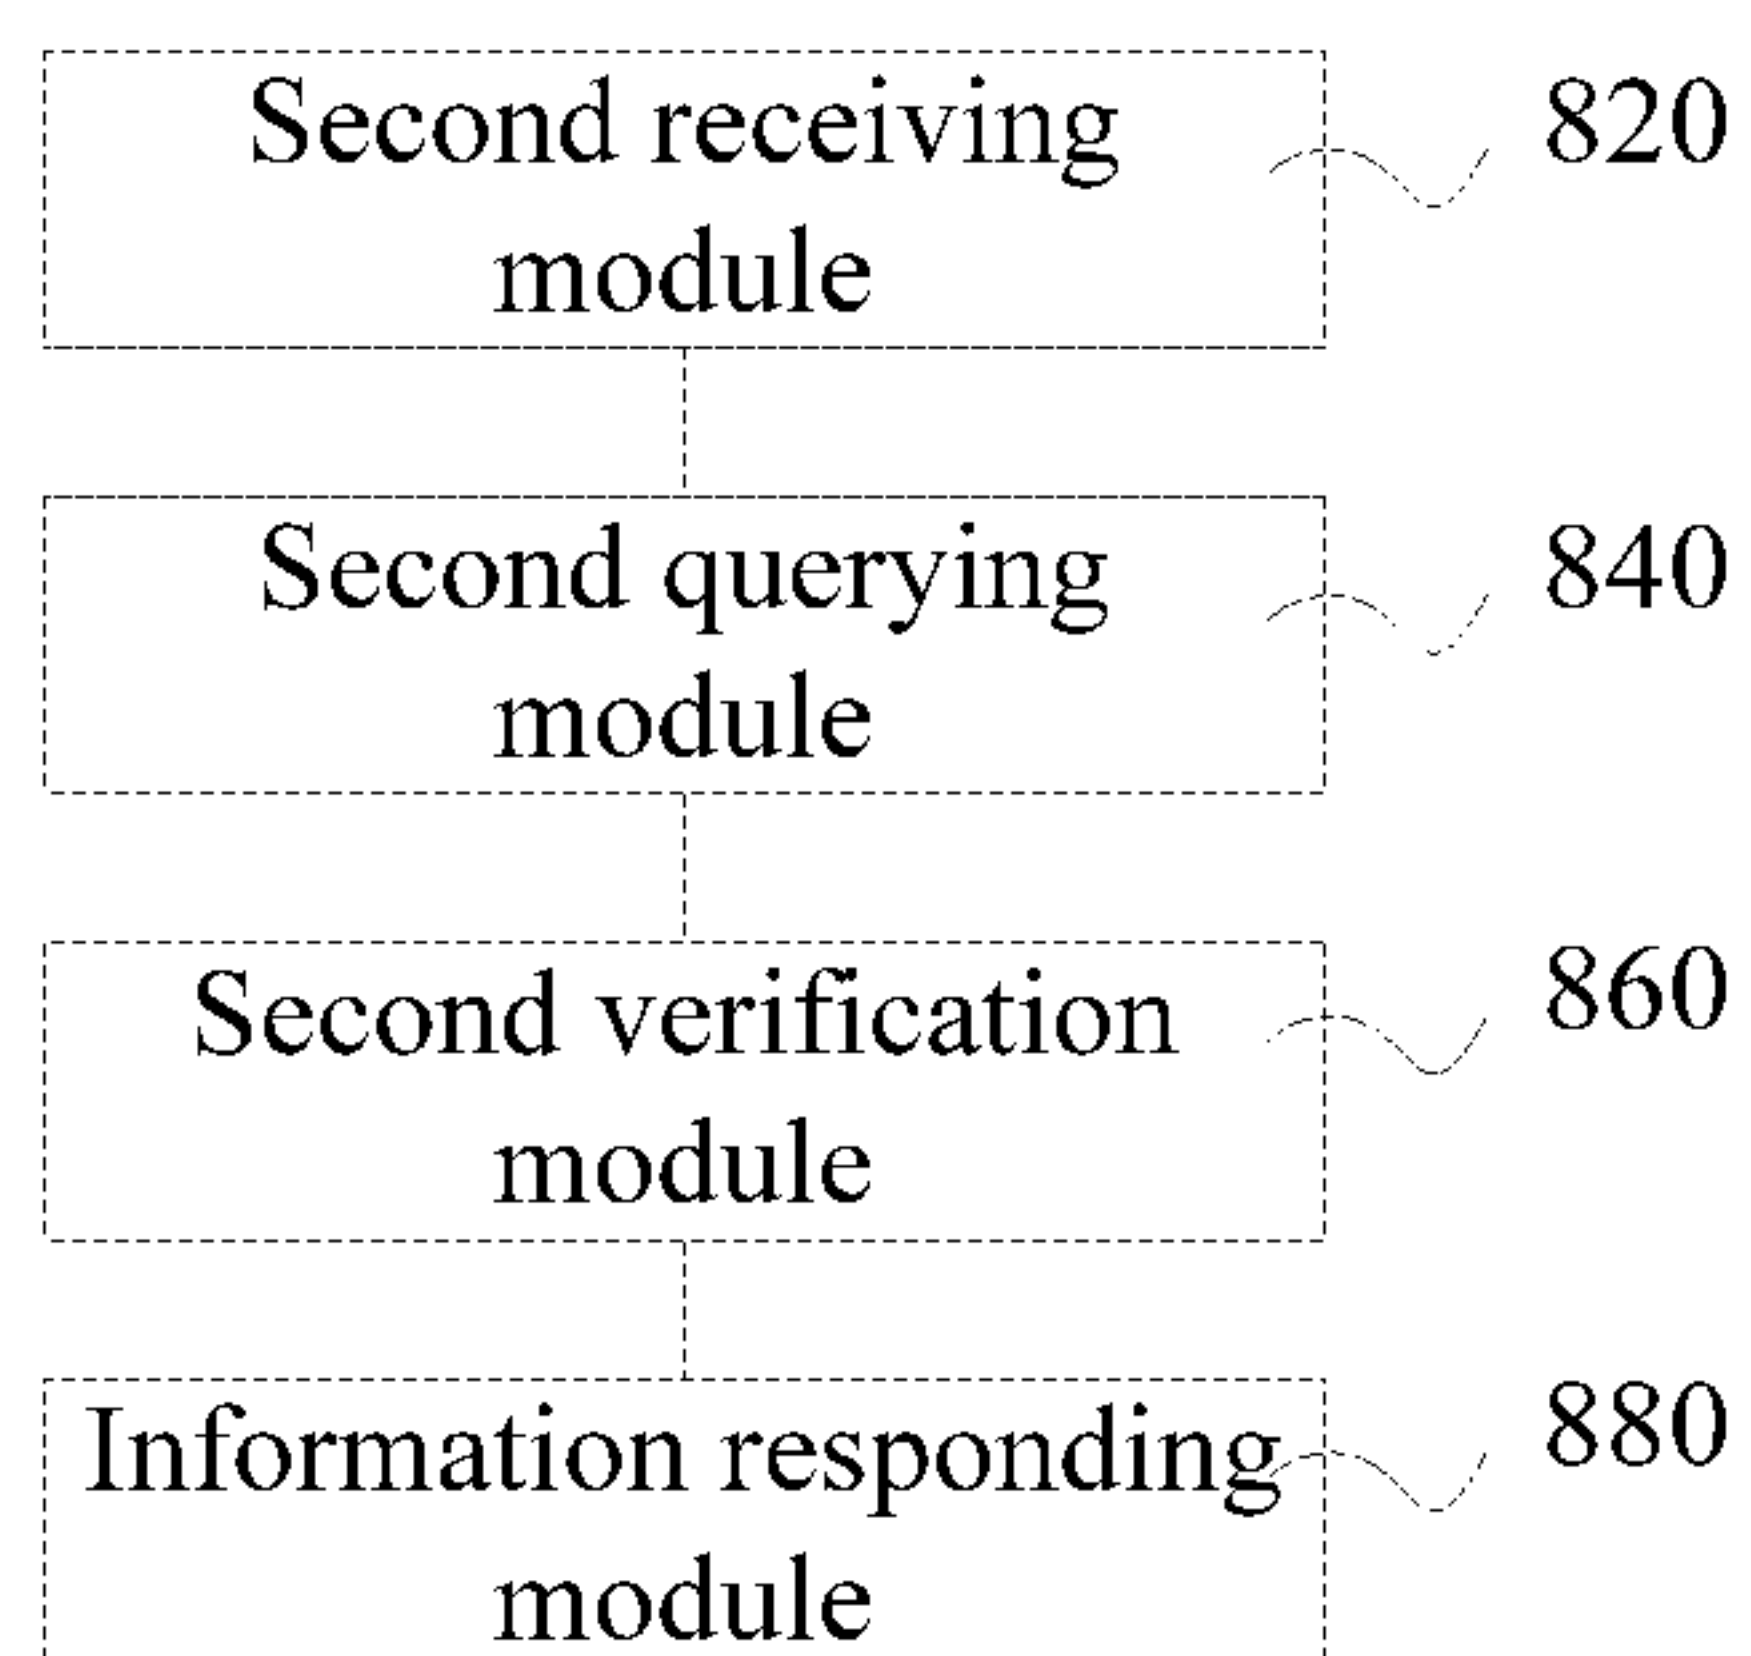 Second receiving
module
820
Second querying
module
840
Second verification
module
860
Information responding
module
880